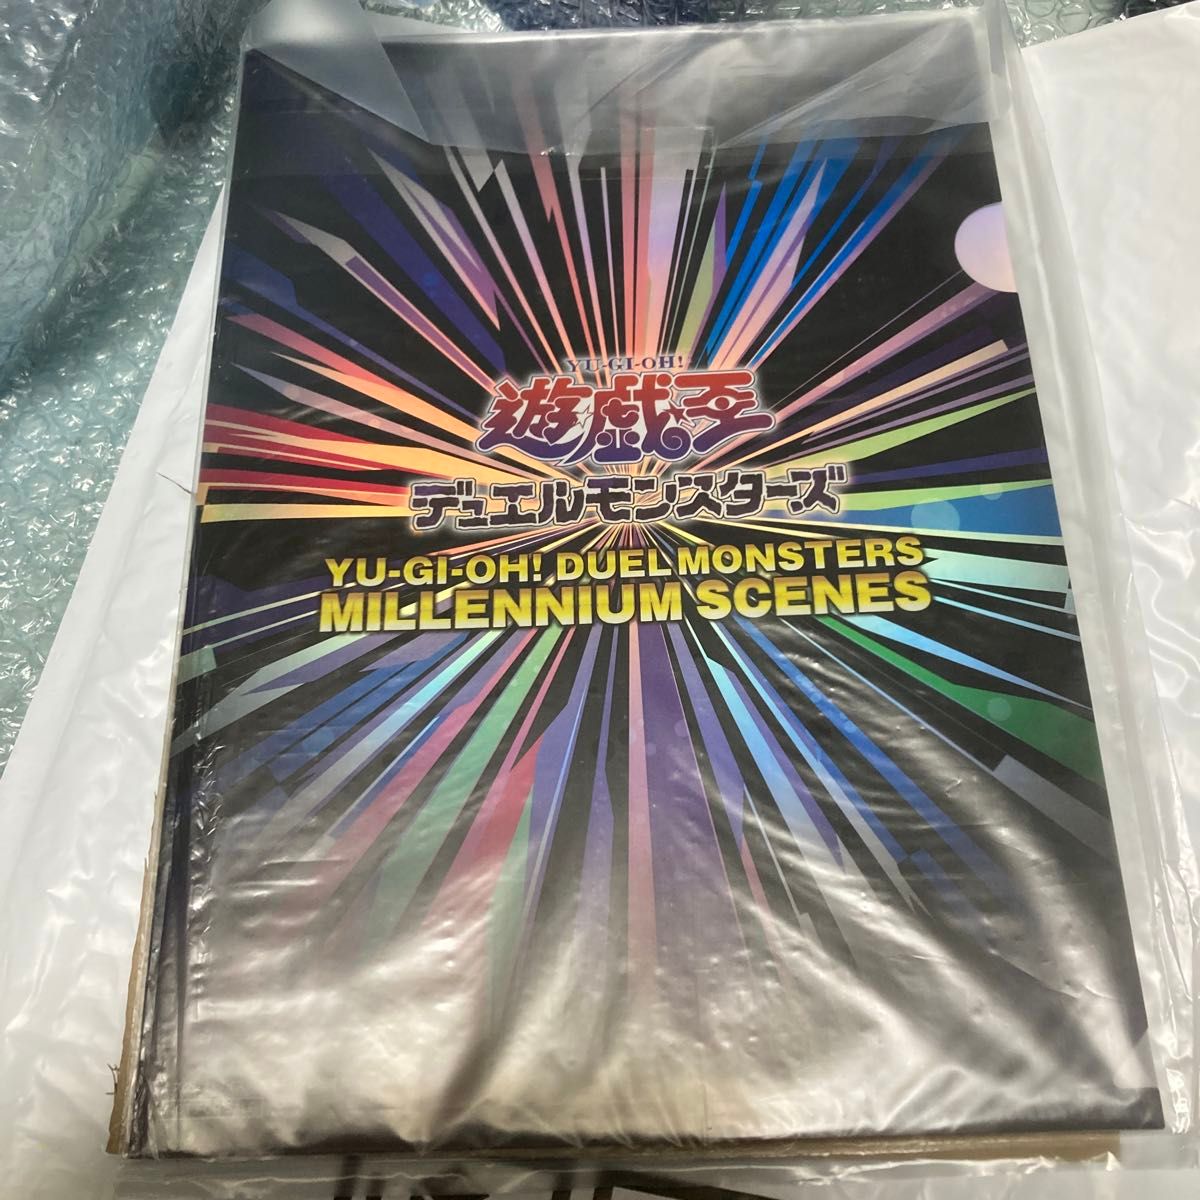 YU-GI-OH!
遊☆戯☆王
デュエルモンスターズ
YU-GI-OH! DUEL MONSTERS
MILLENNIUM SCENES